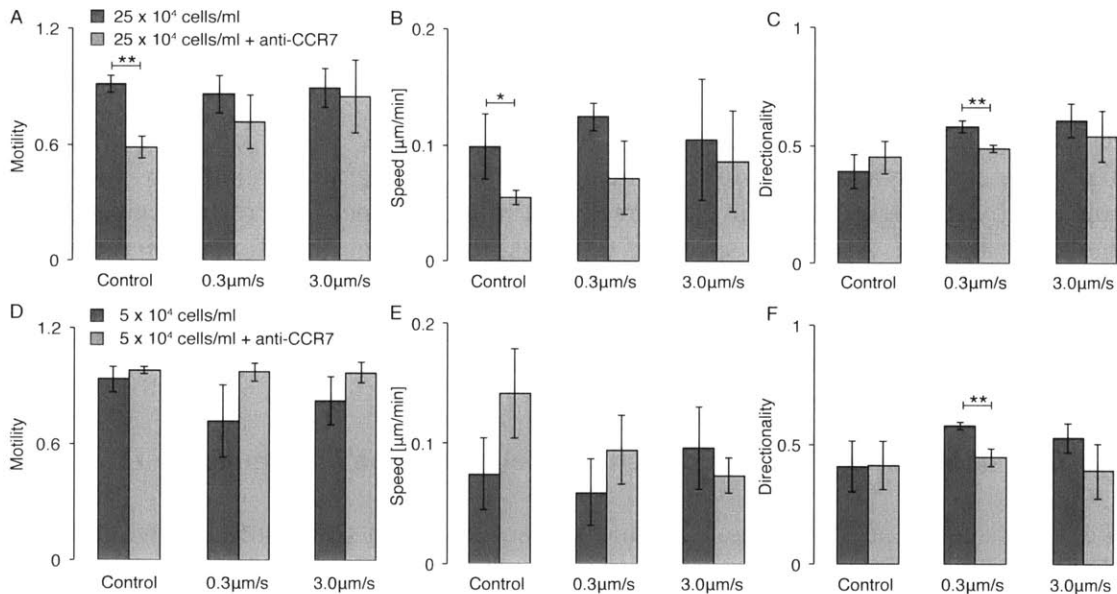 A
25 x 10⁴ cells/ml
25 x 10⁴ cells/ml + anti-CCR7
1.2
**
Motility
0.6
0
Control
0.3μm/s
3.0μm/s
B
0.2
*
Speed [μm/min]
0.1
0
Control
0.3μm/s
3.0μm/s
C
1
**
Directionality
0.5
0
Control
0.3μm/s
3.0μm/s
D
5 x 10⁴ cells/ml
5 x 10⁴ cells/ml + anti-CCR7
1.2
Motility
0.6
0
Control
0.3μm/s
3.0μm/s
E
0.2
Speed [μm/min]
0.1
0
Control
0.3μm/s
3.0μm/s
F
1
**
Directionality
0.5
0
Control
0.3μm/s
3.0μm/s